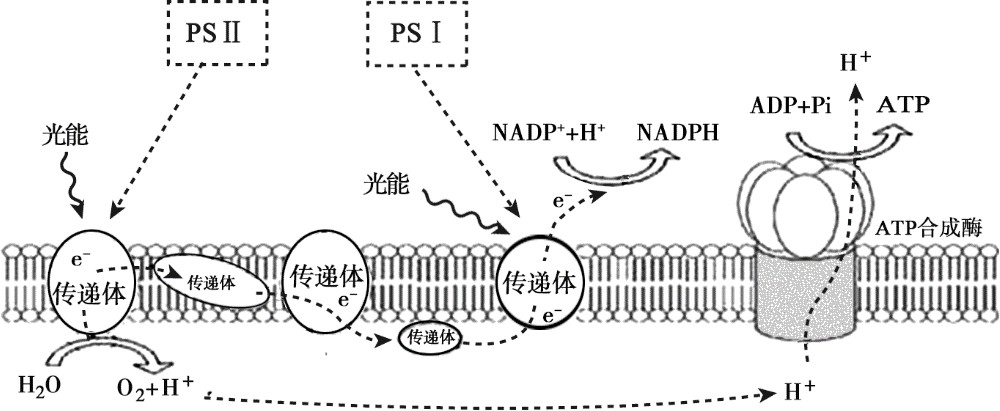 PSⅡ
PSⅠ
H⁺
ADP+Pi
ATP
光能
NADP⁺+H⁺
NADPH
光能
e⁻
ATP合成酶
e⁻
传递体
传递体
传递体
e⁻
传递体
e⁻
传递体
H₂O
O₂+H⁺
H⁺